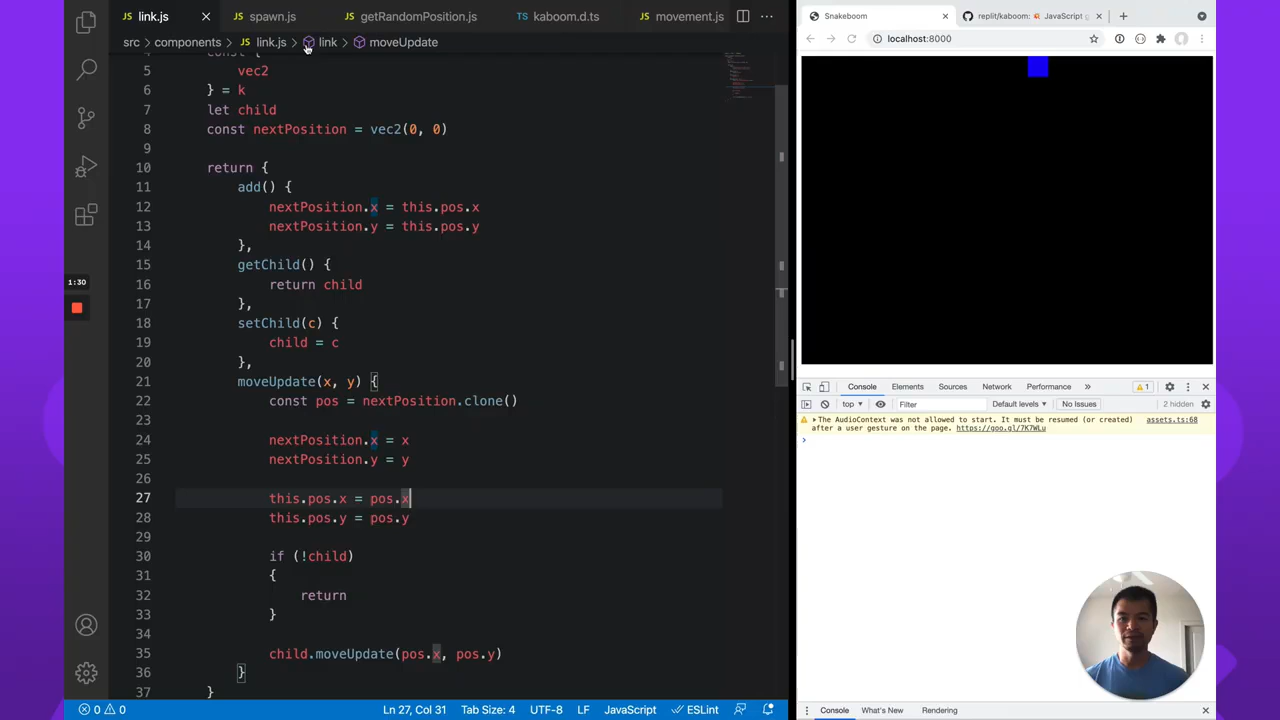 link.js
spawn.js
getRandomPosition.js
kaboom.d.ts
movement.js
src > components > link.js > link > moveUpdate
5 vec2
6 } = k
7 let child
8 const nextPosition = vec2(0, 0)
9
10 return {
11 add() {
12 nextPosition.x = this.pos.x
13 nextPosition.y = this.pos.y
14 },
15 getChild() {
16 return child
17 },
18 setChild(c) {
19 child = c
20 },
21 moveUpdate(x, y) {
22 const pos = nextPosition.clone()
23
24 nextPosition.x = x
25 nextPosition.y = y
26
27 this.pos.x = pos.x
28 this.pos.y = pos.y
29
30 if (!child)
31 {
32 return
33 }
34
35 child.moveUpdate(pos.x, pos.y)
36 }
37 }
1:30
0 0
Ln 27, Col 31
Tab Size: 4
UTF-8
LF
JavaScript
ESLint
Snakeboom
replit/kaboom: JavaScript g
localhost:8000
Console
Elements
Sources
Network
Performance
1
top
Filter
Default levels
No Issues
2 hidden
The AudioContext was not allowed to start. It must be resumed (or created) assets.ts:68
after a user gesture on the page. https://goo.gl/7K7WLu
Console
What's New
Rendering